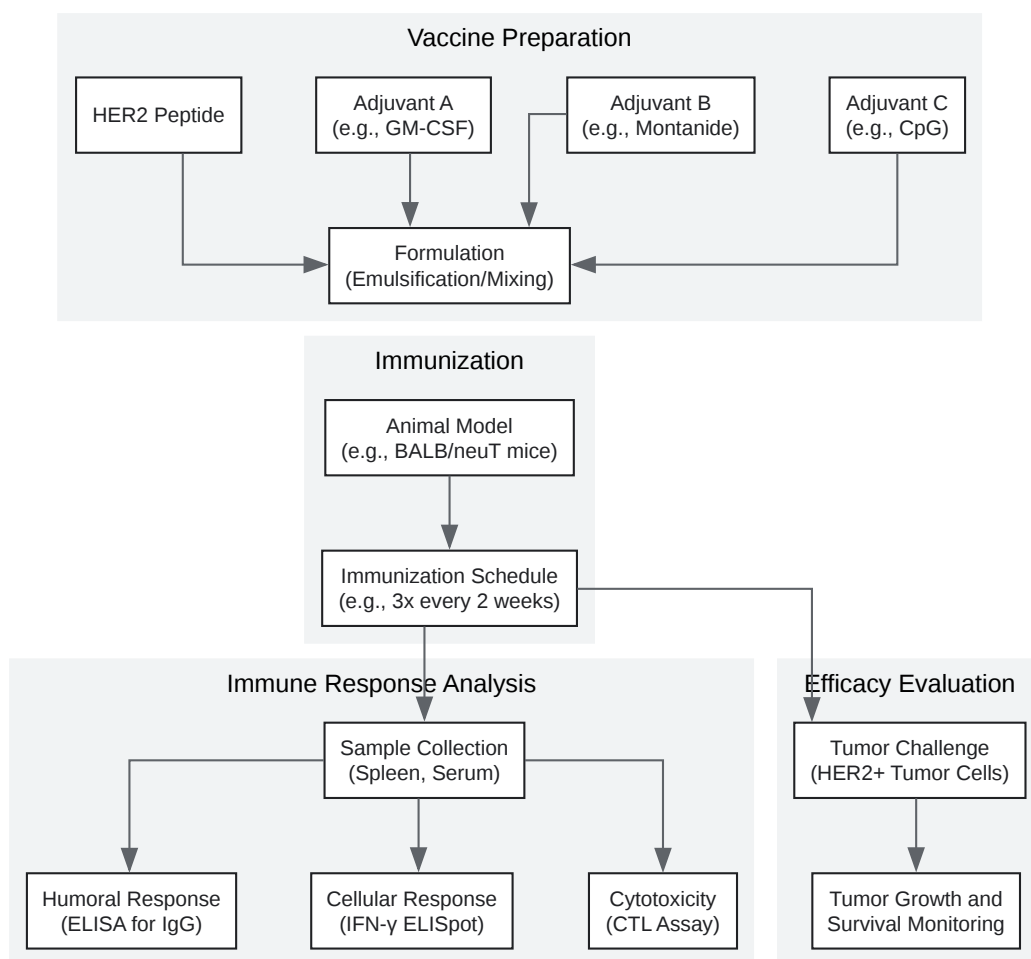 Vaccine Preparation
HER2 Peptide
Adjuvant A
(e.g., GM-CSF)
Adjuvant B
(e.g., Montanide)
Adjuvant C
(e.g., CpG)
Formulation
(Emulsification/Mixing)
Immunization
Animal Model
(e.g., BALB/neuT mice)
Immunization Schedule
(e.g., 3x every 2 weeks)
Immune Response Analysis
Sample Collection
(Spleen, Serum)
Humoral Response
(ELISA for IgG)
Cellular Response
(IFN-γ ELISpot)
Cytotoxicity
(CTL Assay)
Efficacy Evaluation
Tumor Challenge
(HER2+ Tumor Cells)
Tumor Growth and
Survival Monitoring